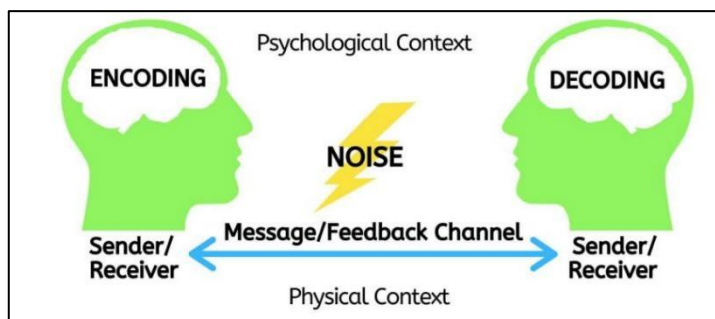 Psychological Context
ENCODING
DECODING
NOISE
Message/Feedback Channel
Sender/
Receiver
Sender/
Receiver
Physical Context